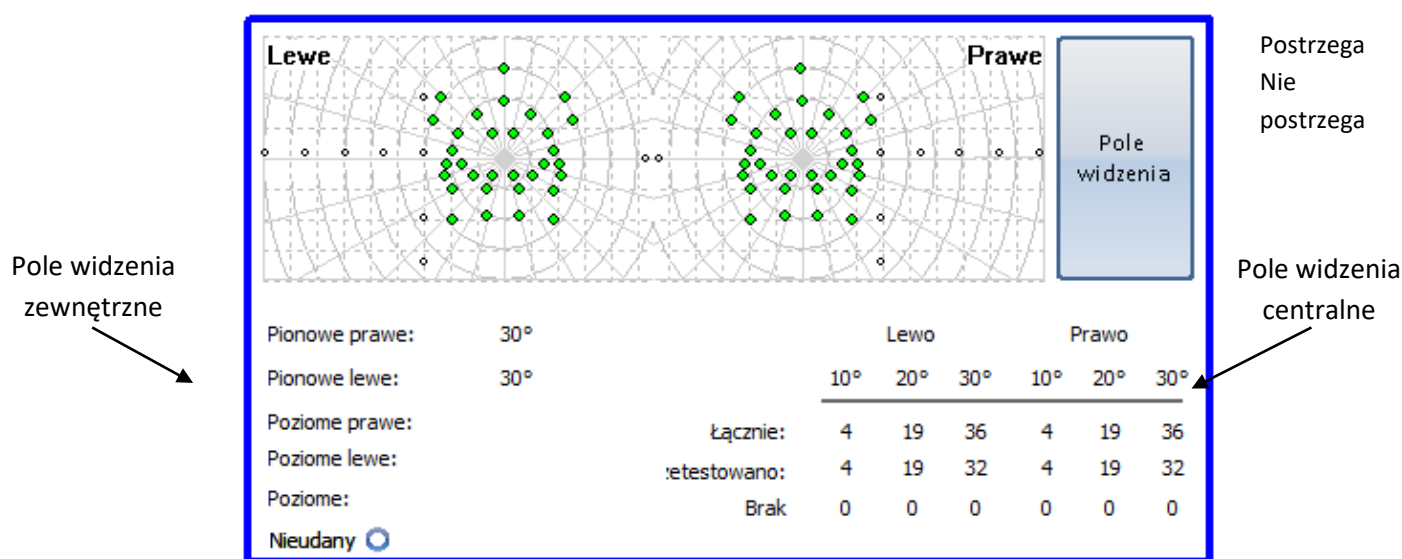 Lewe
Prawe
Pole
widzenia
Postrzega
Nie
postrzega
Pole widzenia
zewnętrzne
Pole widzenia
centralne
Pionowe prawe: 30°
Pionowe lewe: 30°
Poziome prawe:
Poziome lewe:
Poziome:
Nieudany
Lewo Prawo
10° 20° 30° 10° 20° 30°
Łącznie: 4 19 36 4 19 36
zetestowano: 4 19 32 4 19 32
Brak 0 0 0 0 0 0